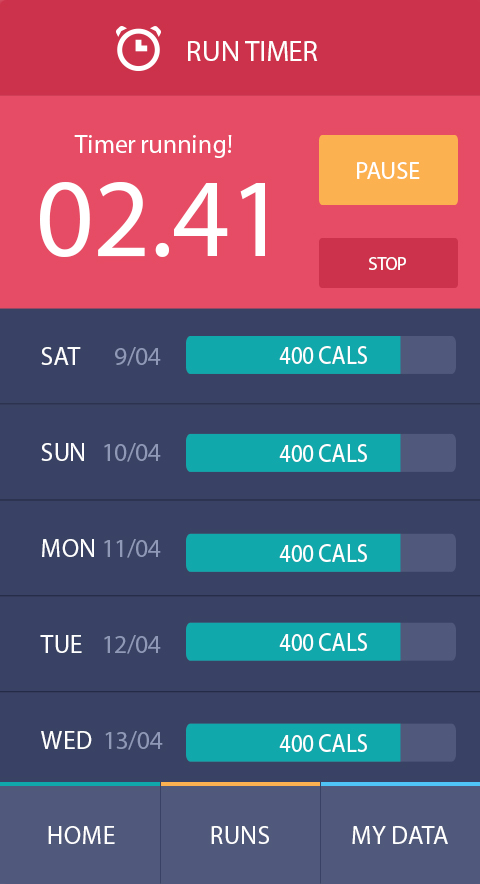 RUN TIMER
Timer running!
02.41
PAUSE
STOP
SAT 9/04 400 CALS
SUN 10/04 400 CALS
MON 11/04 400 CALS
TUE 12/04 400 CALS
WED 13/04 400 CALS
HOME RUNS MY DATA